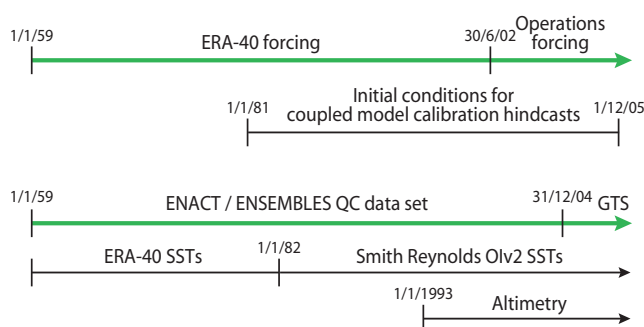 1/1/59
ERA-40 forcing
30/6/02
Operations
forcing
1/1/81
Initial conditions for
coupled model calibration hindcasts
1/12/05
1/1/59
ENACT / ENSEMBLES QC data set
31/12/04
GTS
ERA-40 SSTs
1/1/82
Smith Reynolds OIv2 SSTs
1/1/1993
Altimetry